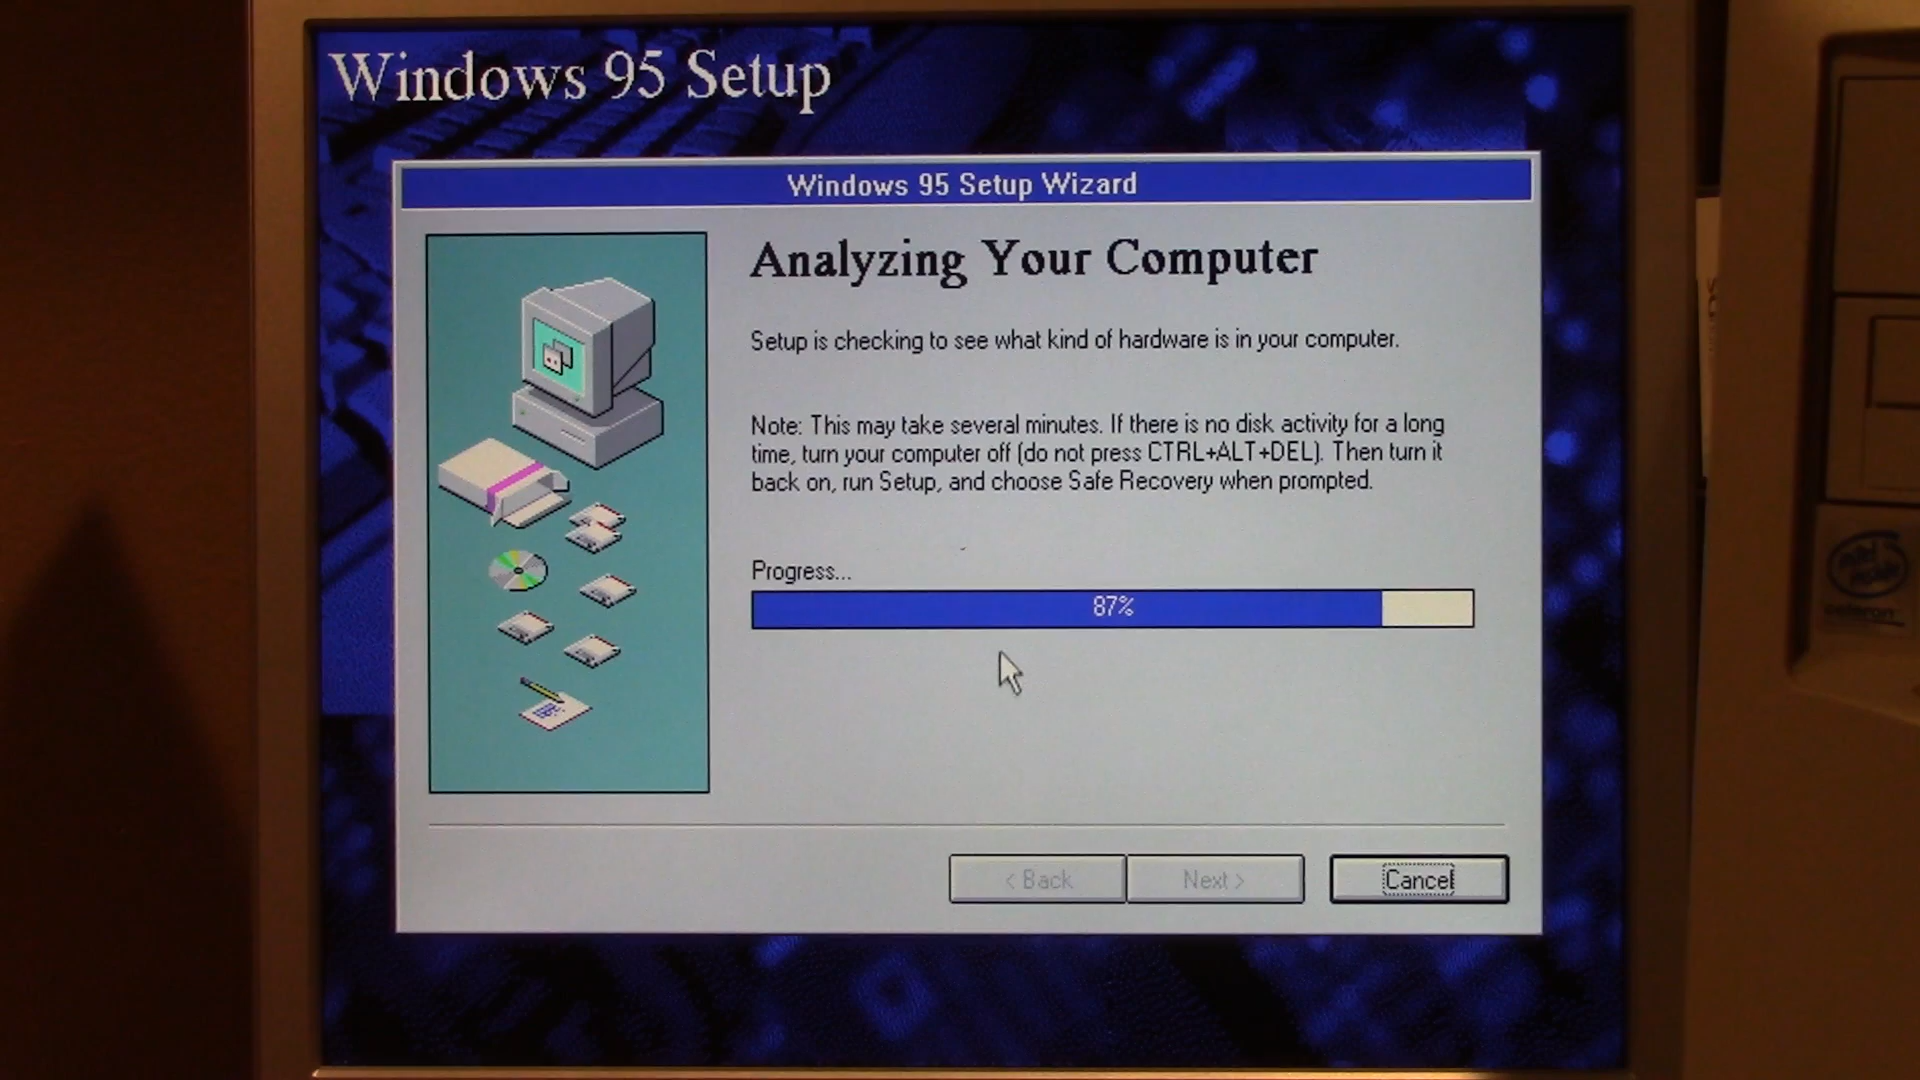 Windows 95 Setup
Windows 95 Setup Wizard
Analyzing Your Computer
Setup is checking to see what kind of hardware is in your computer.
Note: This may take several minutes. If there is no disk activity for a long
time, turn your computer off (do not press CTRL+ALT+DEL). Then turn it
back on, run Setup, and choose Safe Recovery when prompted.
Progress...
87%
< Back
Next >
Cancel
intel
inside
celeron